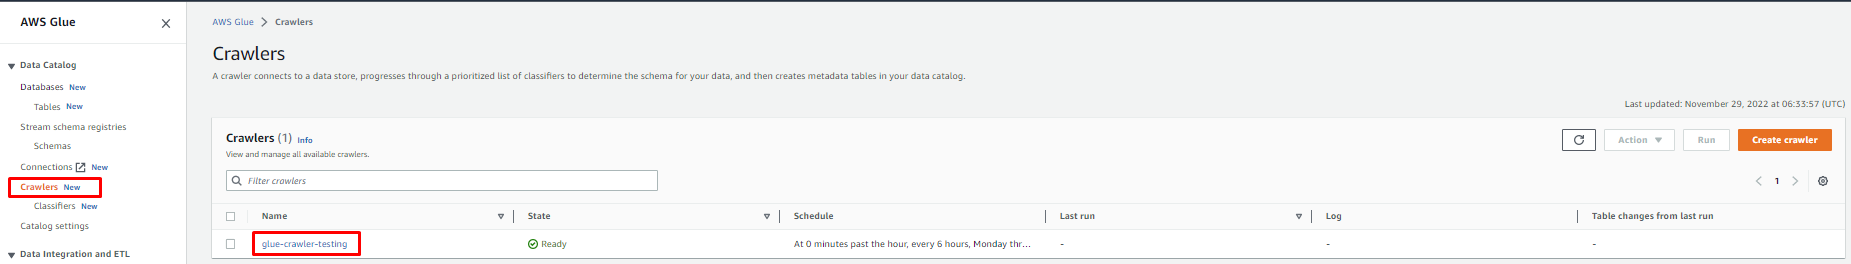 AWS Glue
Data Catalog
Databases New
Tables New
Stream schema registries
Schemas
Connections New
Crawlers New
Classifiers New
Catalog settings
Data Integration and ETL
AWS Glue > Crawlers
Crawlers
A crawler connects to a data store, progresses through a prioritized list of classifiers to determine the schema for your data, and then creates metadata tables in your data catalog.
Last updated: November 29, 2022 at 06:33:57 (UTC)
Crawlers (1) Info
View and manage all available crawlers.
Action Run Create crawler
Filter crawlers
1
Name State Schedule Last run Log Table changes from last run
glue-crawler-testing Ready At 0 minutes past the hour, every 6 hours, Monday thr... - - -